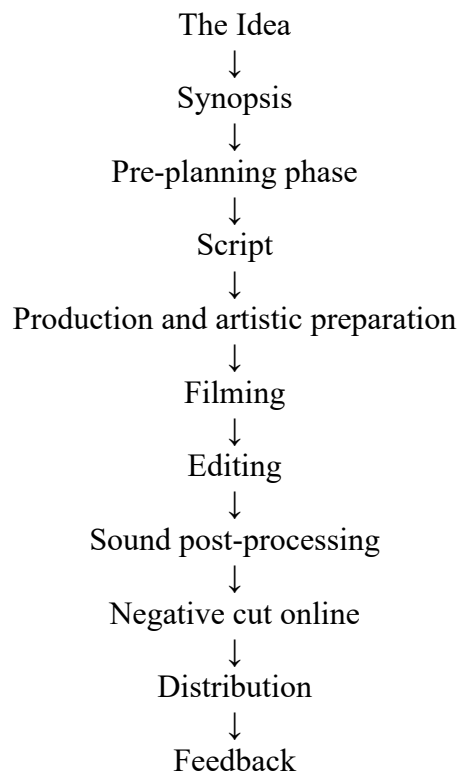 The Idea
↓
Synopsis
↓
Pre-planning phase
↓
Script
↓
Production and artistic preparation
↓
Filming
↓
Editing
↓
Sound post-processing
↓
Negative cut online
↓
Distribution
↓
Feedback